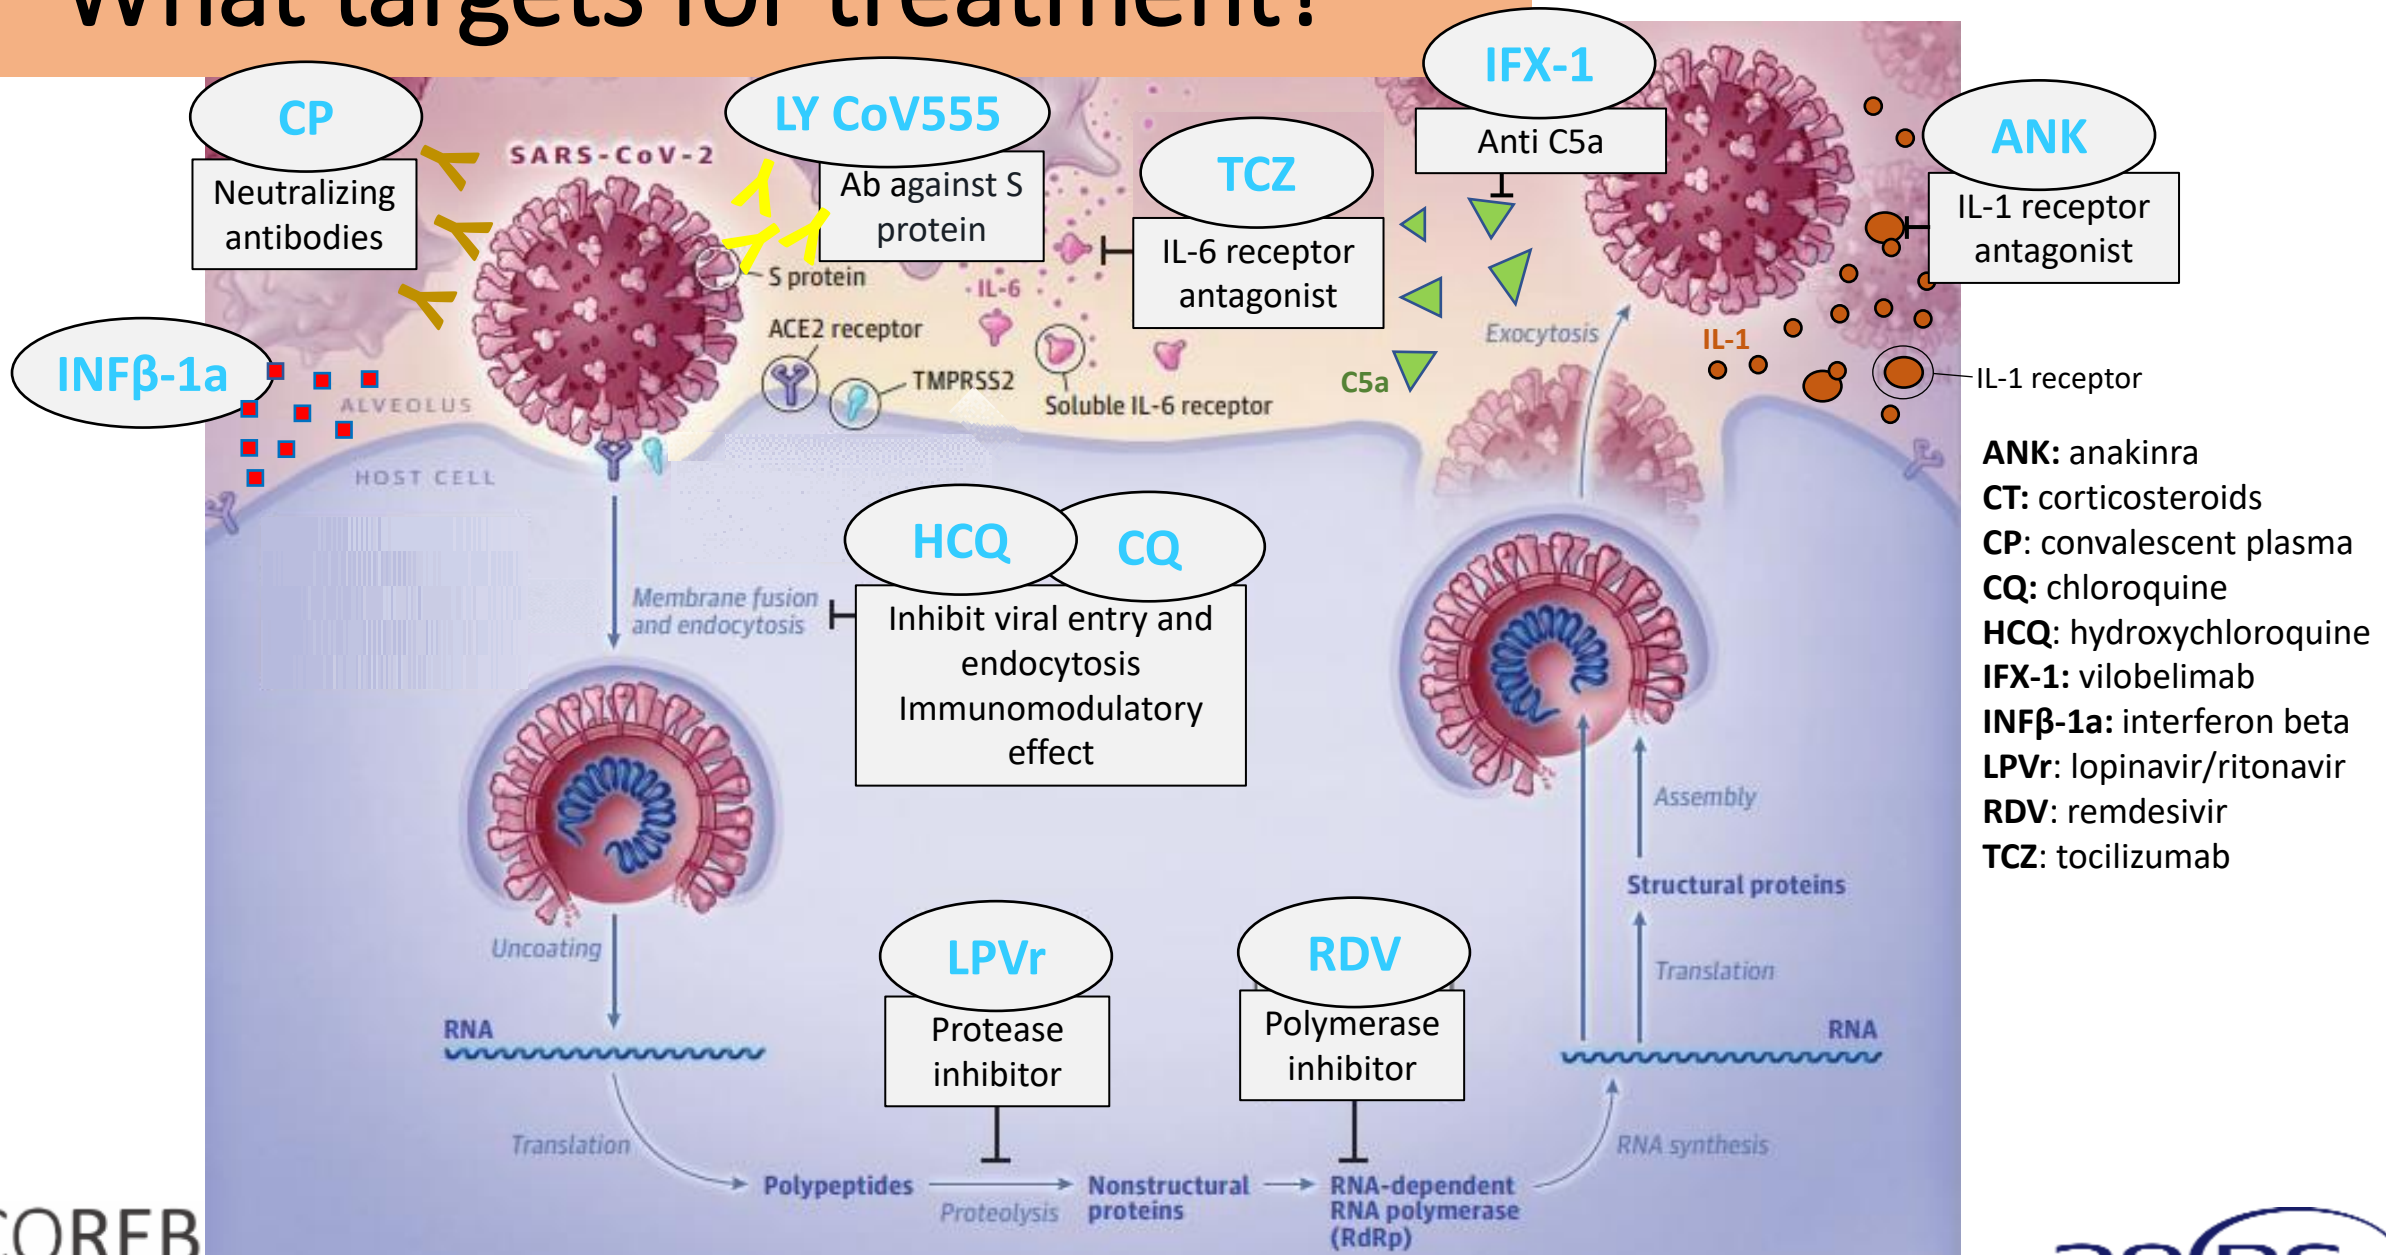 What targets for treatment?
CP
Neutralizing
antibodies
SARS-CoV-2
LY CoV555
Ab against S
protein
S protein
ACE2 receptor
TMPRSS2
IL-6
Soluble IL-6 receptor
TCZ
IL-6 receptor
antagonist
IFX-1
Anti C5a
C5a
Exocytosis
ANK
IL-1 receptor
antagonist
IL-1
IL-1 receptor
INFβ-1a
ALVEOLUS
HOST CELL
HCQ
CQ
Membrane fusion
and endocytosis
Inhibit viral entry and
endocytosis
Immunomodulatory
effect
ANK: anakinra
CT: corticosteroids
CP: convalescent plasma
CQ: chloroquine
HCQ: hydroxychloroquine
IFX-1: vilobelimab
INFβ-1a: interferon beta
LPVr: lopinavir/ritonavir
RDV: remdesivir
TCZ: tocilizumab
Assembly
Structural proteins
Translation
RNA
Uncoating
RNA
LPVr
Protease
inhibitor
RDV
Polymerase
inhibitor
Translation
Polypeptides
Proteolysis
Nonstructural
proteins
RNA-dependent
RNA polymerase
(RdRp)
RNA synthesis
COREB